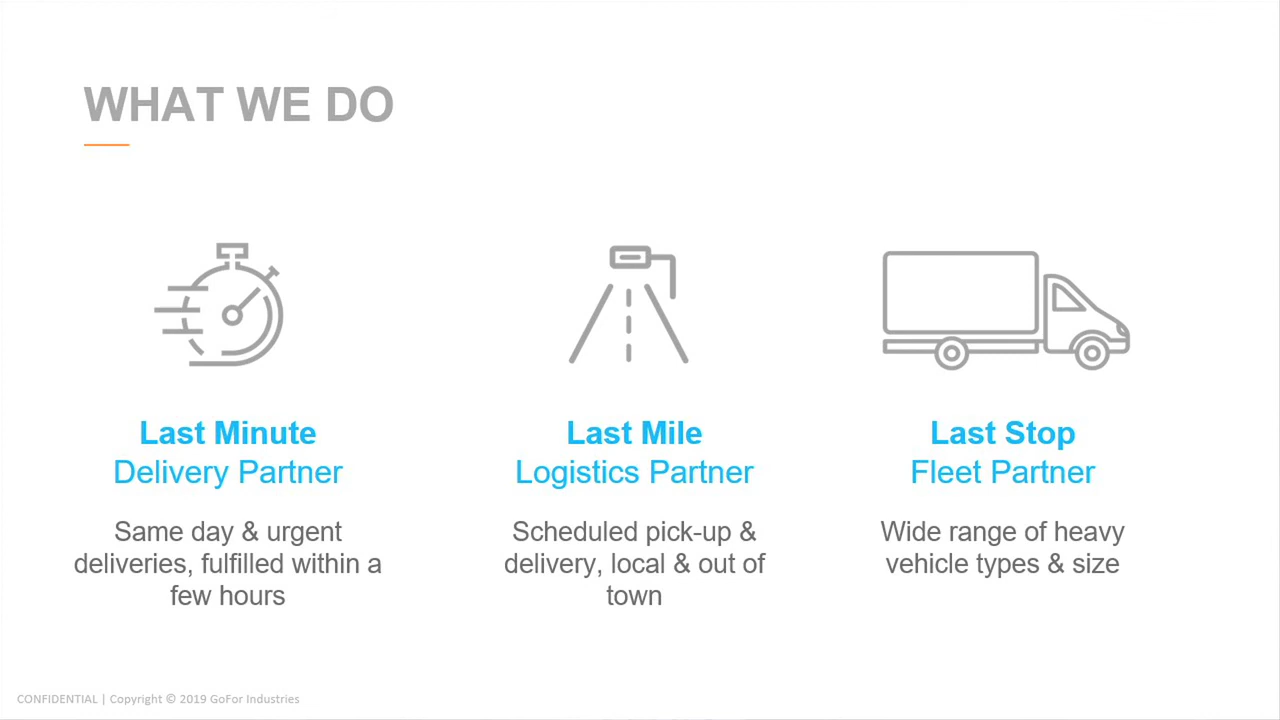 WHAT WE DO
Last Minute
Delivery Partner
Same day & urgent
deliveries, fulfilled within a
few hours
Last Mile
Logistics Partner
Scheduled pick-up &
delivery, local & out of
town
Last Stop
Fleet Partner
Wide range of heavy
vehicle types & size
CONFIDENTIAL | Copyright © 2019 GoFor Industries